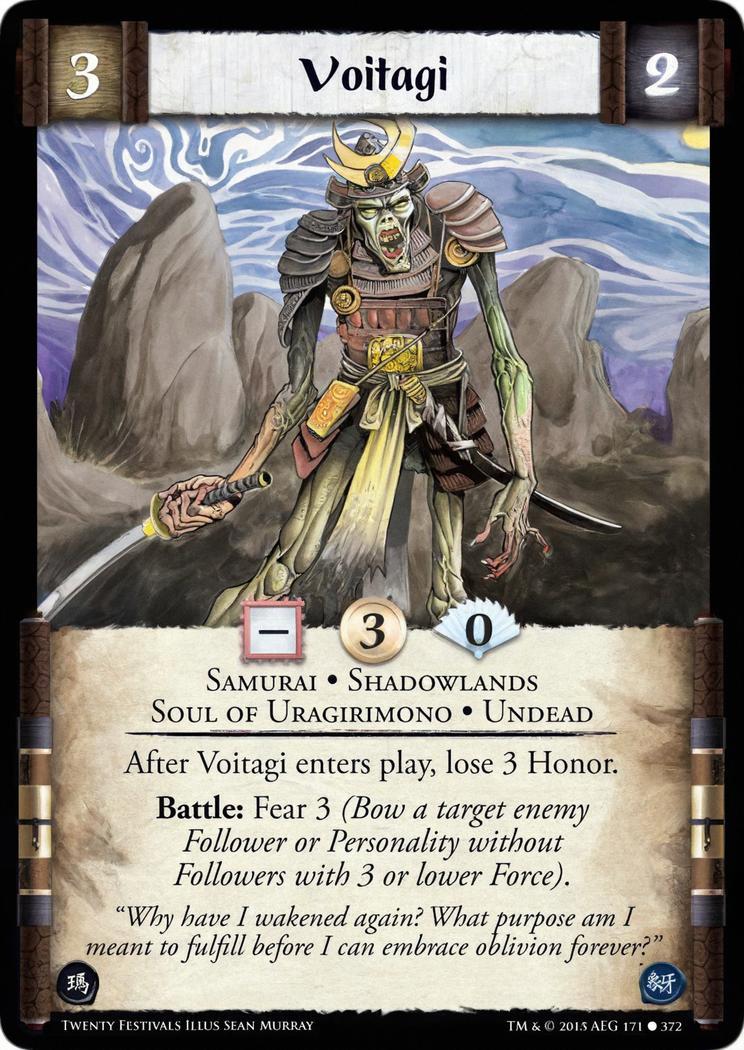 3
Voitagi
2
–
3
0
Samurai • Shadowlands
Soul of Uragirimono • Undead
After Voitagi enters play, lose 3 Honor.
Battle: Fear 3 (Bow a target enemy
Follower or Personality without
Followers with 3 or lower Force).
“Why have I wakened again? What purpose am I
meant to fulfill before I can embrace oblivion forever?”
象牙
Twenty Festivals Illus Sean Murray
TM & © 2015 AEG 171 ● 372